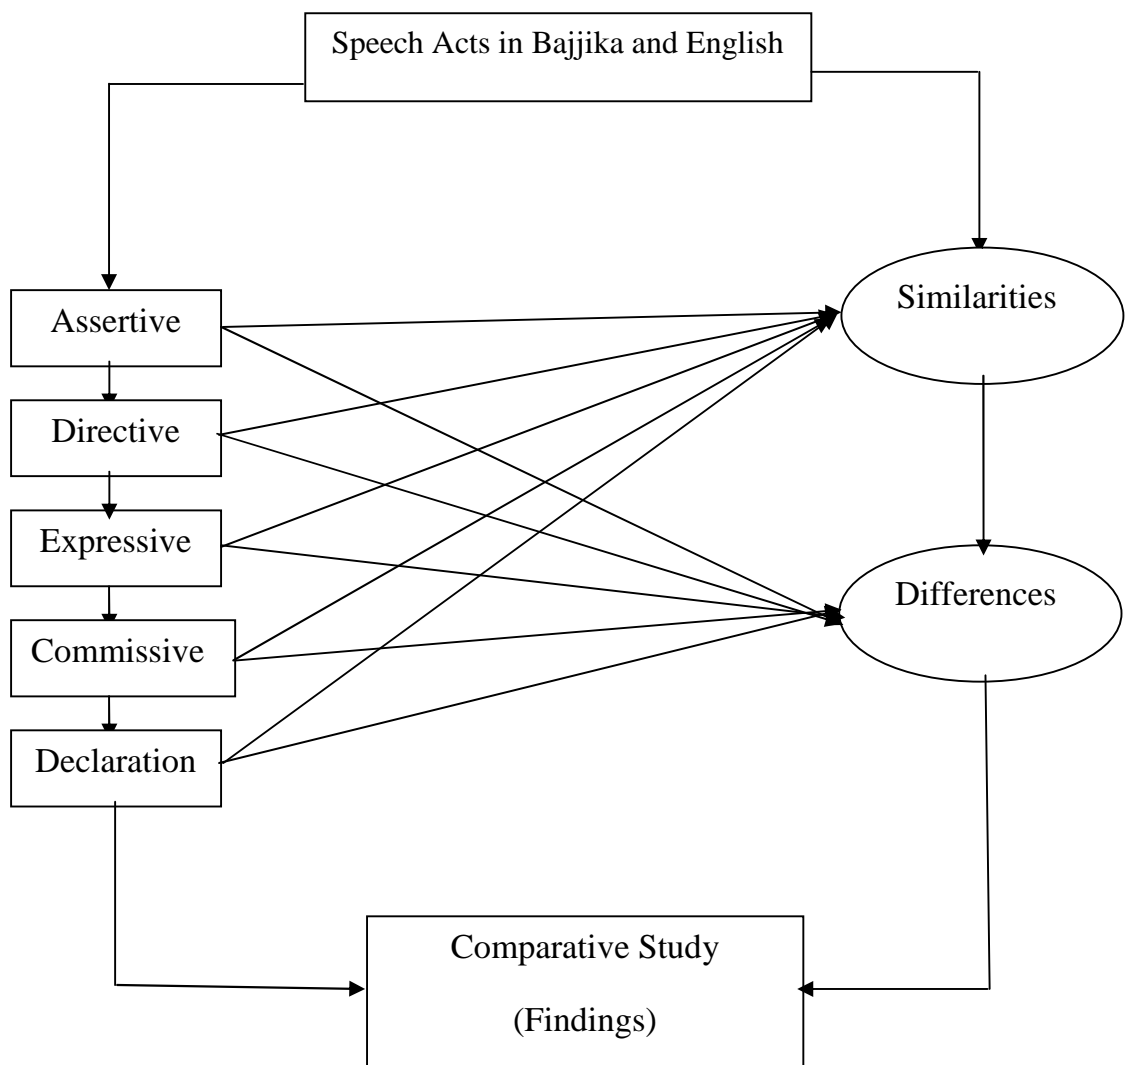 Speech Acts in Bajjika and English
Similarities
Assertive
Directive
Expressive
Differences
Commissive
Declaration
Comparative Study
(Findings)